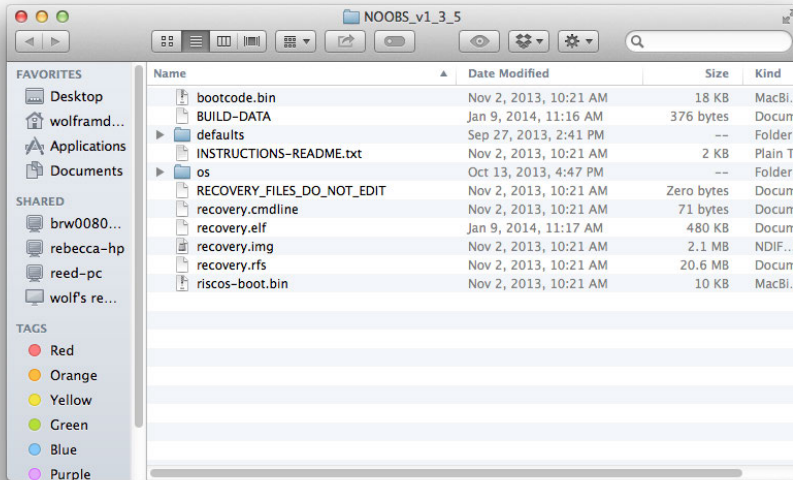 NOOBS_v1_3_5
FAVORITES
Desktop
wolframd...
Applications
Documents
SHARED
brw0080...
rebecca-hp
reed-pc
wolf's re...
TAGS
Red
Orange
Yellow
Green
Blue
Purple
Name Date Modified Size Kind
bootcode.bin Nov 2, 2013, 10:21 AM 18 KB MacBi.
BUILD-DATA Jan 9, 2014, 11:16 AM 376 bytes Docum
defaults Sep 27, 2013, 2:41 PM -- Folder
INSTRUCTIONS-README.txt Nov 2, 2013, 10:21 AM 2 KB Plain T
os Oct 13, 2013, 4:47 PM -- Folder
RECOVERY_FILES_DO_NOT_EDIT Nov 2, 2013, 10:21 AM Zero bytes Docum
recovery.cmdline Nov 2, 2013, 10:21 AM 71 bytes Docum
recovery.elf Jan 9, 2014, 11:17 AM 480 KB Docum
recovery.img Nov 2, 2013, 10:21 AM 2.1 MB NDIF...
recovery.rfs Nov 2, 2013, 10:21 AM 20.6 MB Docum
riscos-boot.bin Nov 2, 2013, 10:21 AM 10 KB MacBi.